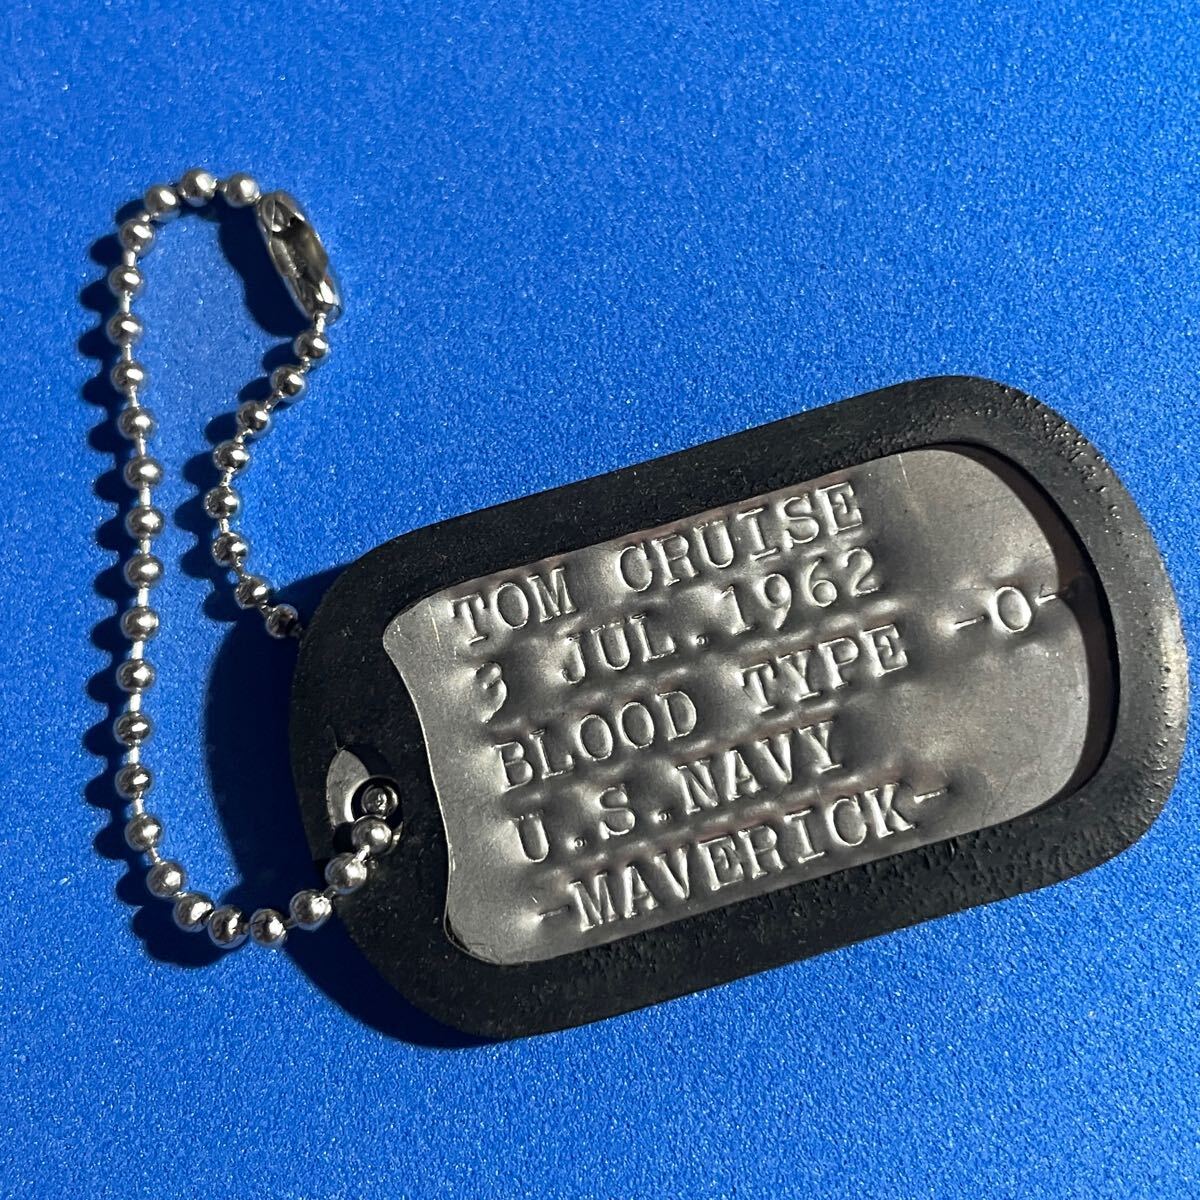 TOM CRUISE
3 JUL.1962
BLOOD TYPE -O-
U.S.NAVY
-MAVERICK-